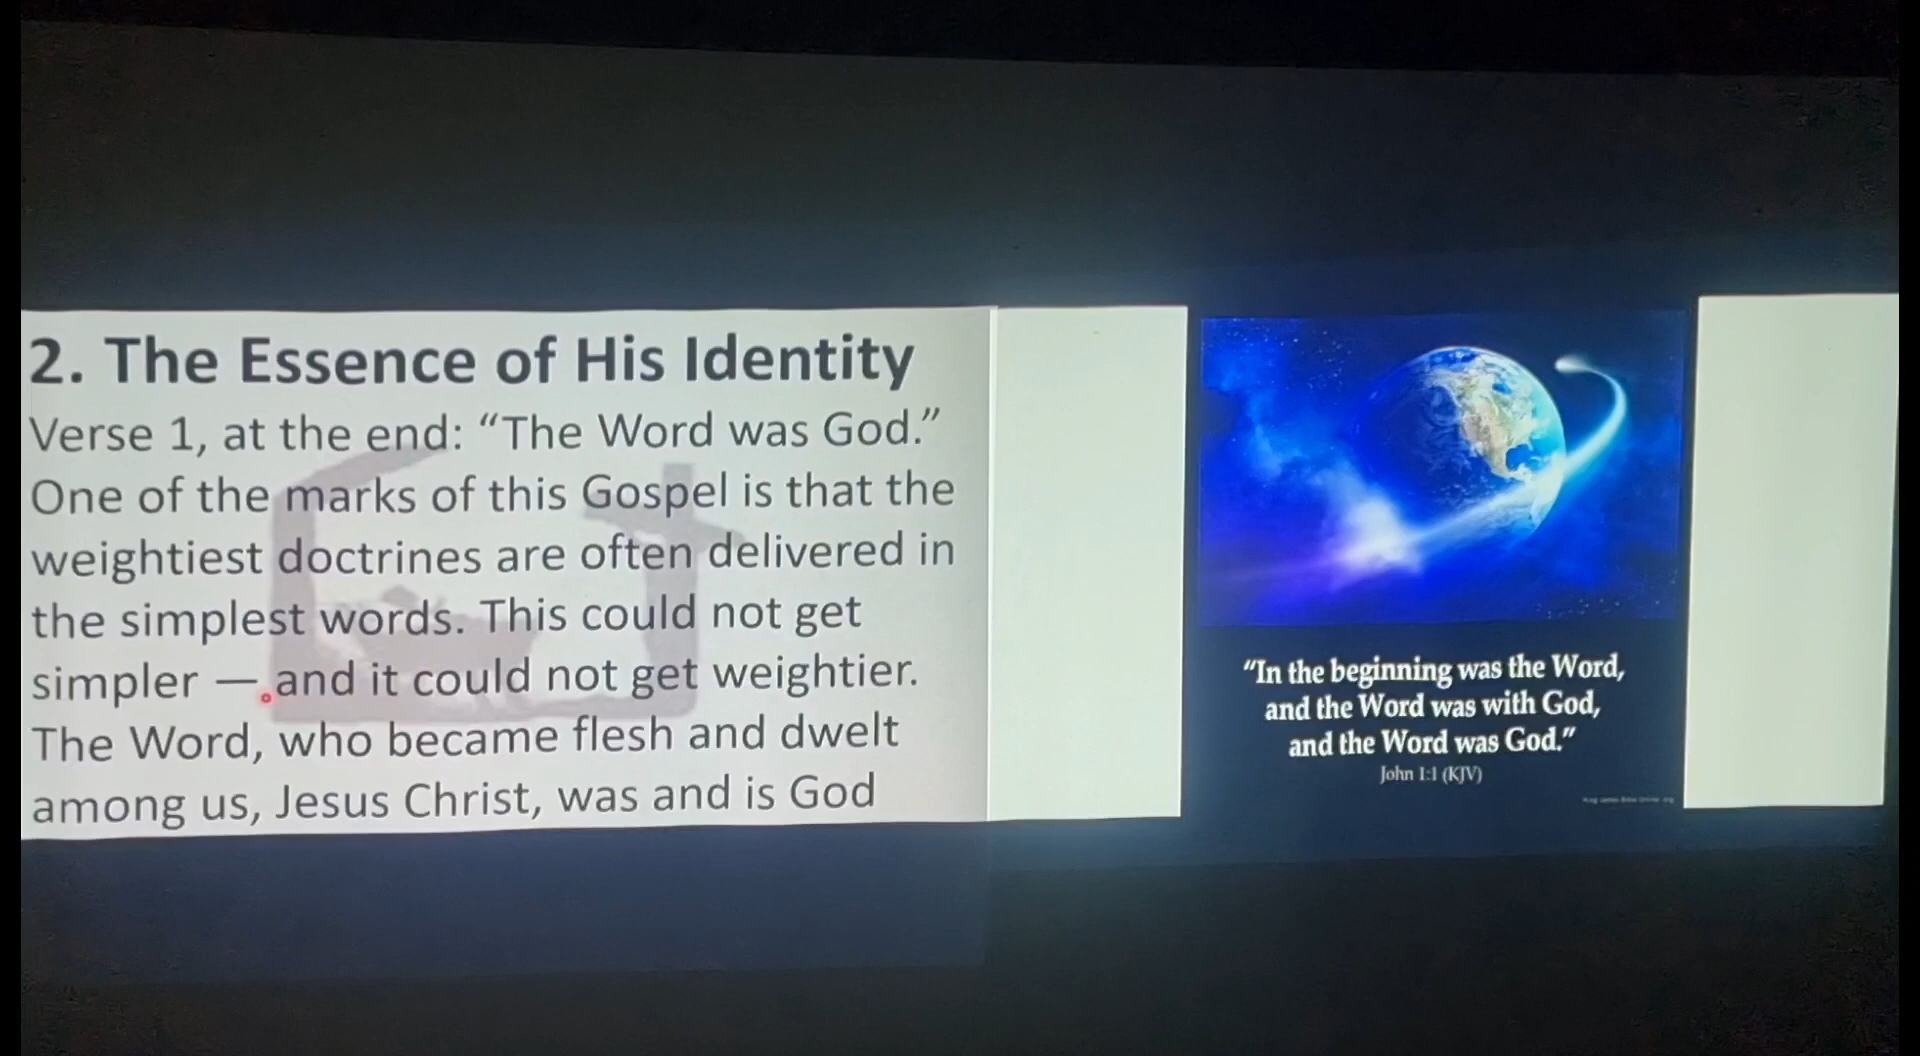 2. The Essence of His Identity
Verse 1, at the end: “The Word was God.”
One of the marks of this Gospel is that the
weightiest doctrines are often delivered in
the simplest words. This could not get
simpler — and it could not get weightier.
The Word, who became flesh and dwelt
among us, Jesus Christ, was and is God
“In the beginning was the Word,
and the Word was with God,
and the Word was God.”
John 1:1 (KJV)